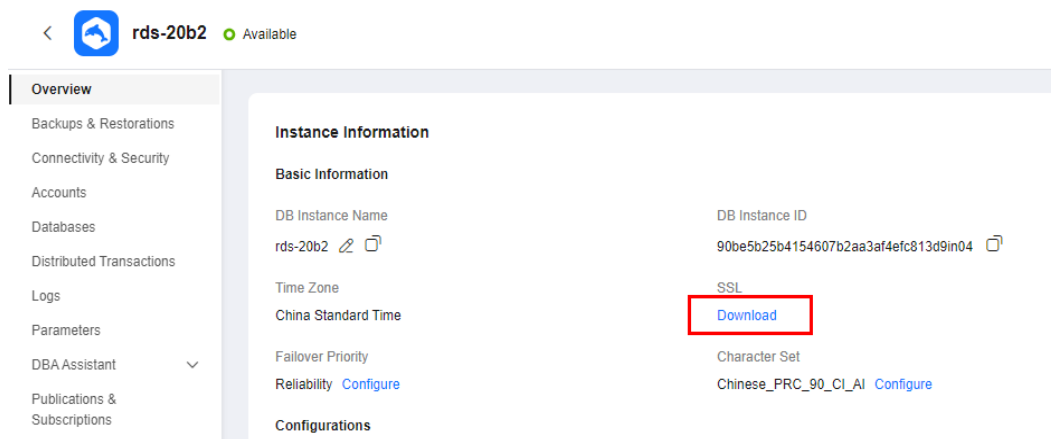 rds-20b2 Available
Overview
Backups & Restorations
Connectivity & Security
Accounts
Databases
Distributed Transactions
Logs
Parameters
DBA Assistant
Publications &
Subscriptions
Instance Information
Basic Information
DB Instance Name
rds-20b2
DB Instance ID
90be5b25b4154607b2aa3af4efc813d9in04
Time Zone
China Standard Time
SSL
Download
Failover Priority
Reliability Configure
Character Set
Chinese_PRC_90_CI_AI Configure
Configurations